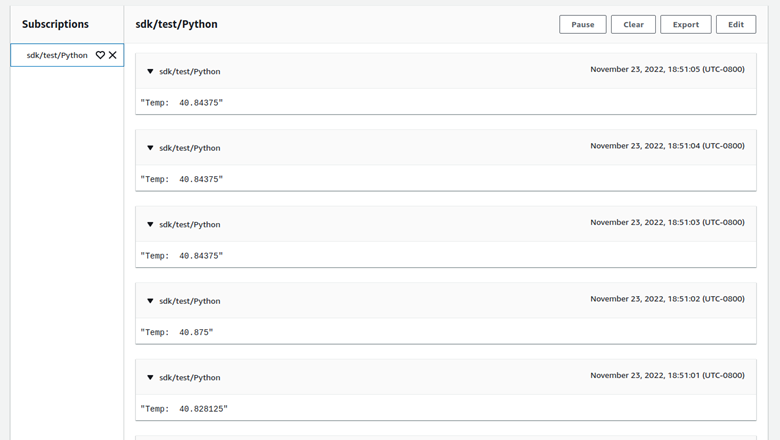 Subscriptions
sdk/test/Python
Pause
Clear
Export
Edit
sdk/test/Python
sdk/test/Python
November 23, 2022, 18:51:05 (UTC-0800)
"Temp:  40.84375"
sdk/test/Python
November 23, 2022, 18:51:04 (UTC-0800)
"Temp:  40.84375"
sdk/test/Python
November 23, 2022, 18:51:03 (UTC-0800)
"Temp:  40.84375"
sdk/test/Python
November 23, 2022, 18:51:02 (UTC-0800)
"Temp:  40.875"
sdk/test/Python
November 23, 2022, 18:51:01 (UTC-0800)
"Temp:  40.828125"